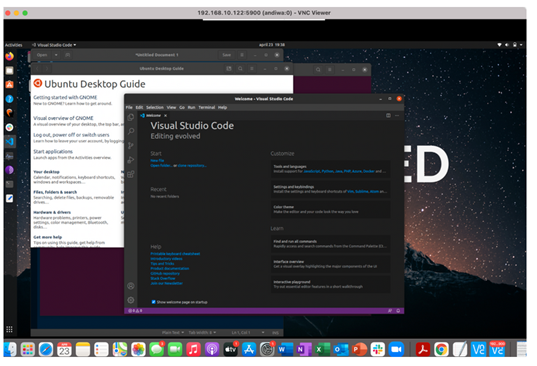 192.168.10.122:5900 (andiwa:0) - VNC Viewer
Activities
Visual Studio Code
april 23 19:38
Open
*Untitled Document 1
Save
Ubuntu Desktop Guide
Ubuntu Desktop Guide
Getting started with GNOME
New to GNOME? Learn how to get around.
Visual overview of GNOME
A visual overview of your desktop, the top bar, a
Log out, power off or switch users
Learn how to leave your user account, by logging
Start applications
Launch apps from the Activities overview.
Your desktop
Calendar, notifications, keyboard shortcuts,
windows and workspaces…
Files, folders & search
Searching, delete files, backups, removable
drives…
Hardware & drivers
Hardware problems, printers, power
settings, color management, Bluetooth,
disks…
Get more help
Tips on using this guide, get help from
Welcome - Visual Studio Code
File Edit Selection View Go Run Terminal Help
Welcome
Visual Studio Code
Editing evolved
Start
New file
Open folder...
Recent
No recent folders
Help
Printable keyboard cheatsheet
Introductory videos
Tips and Tricks
Product documentation
GitHub repository
Stack Overflow
Join our Newsletter
Show welcome page on startup
Customize
Tools and languages
Install support for JavaScript, Python, Java, PHP, Azure, Docker and
Settings and keybindings
Install the settings and keyboard shortcuts of Vim, Sublime, Atom
Color theme
Make the editor and your code look the way you love
Learn
Find and run all commands
Rapidly access and search commands from the Command Palette
Interface overview
Get a visual overlay highlighting the major components of the UI
Interactive playground
Try out essential editor features in a short walkthrough
ED
Plain Text
Tab Width: 8
Ln 1, Col 1
INS
23
tv